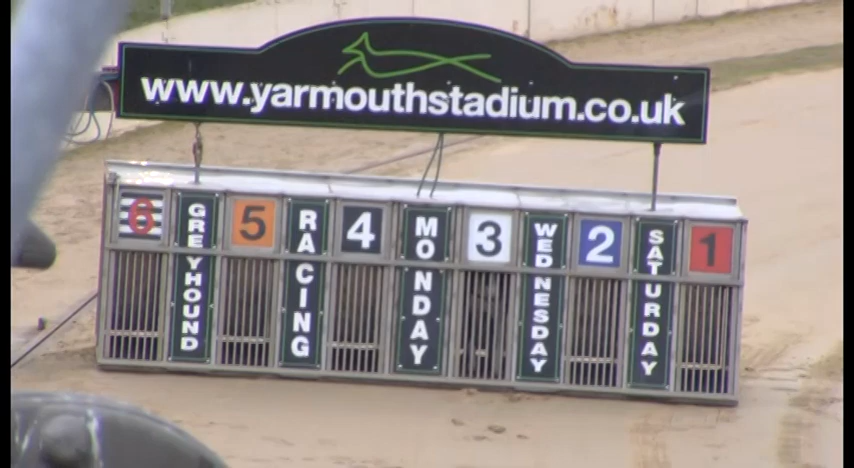 www.yarmouthstadium.co.uk
6
GREYHOUND
5
RACING
4
MONDAY
3
WEDNESDAY
2
SATURDAY
1